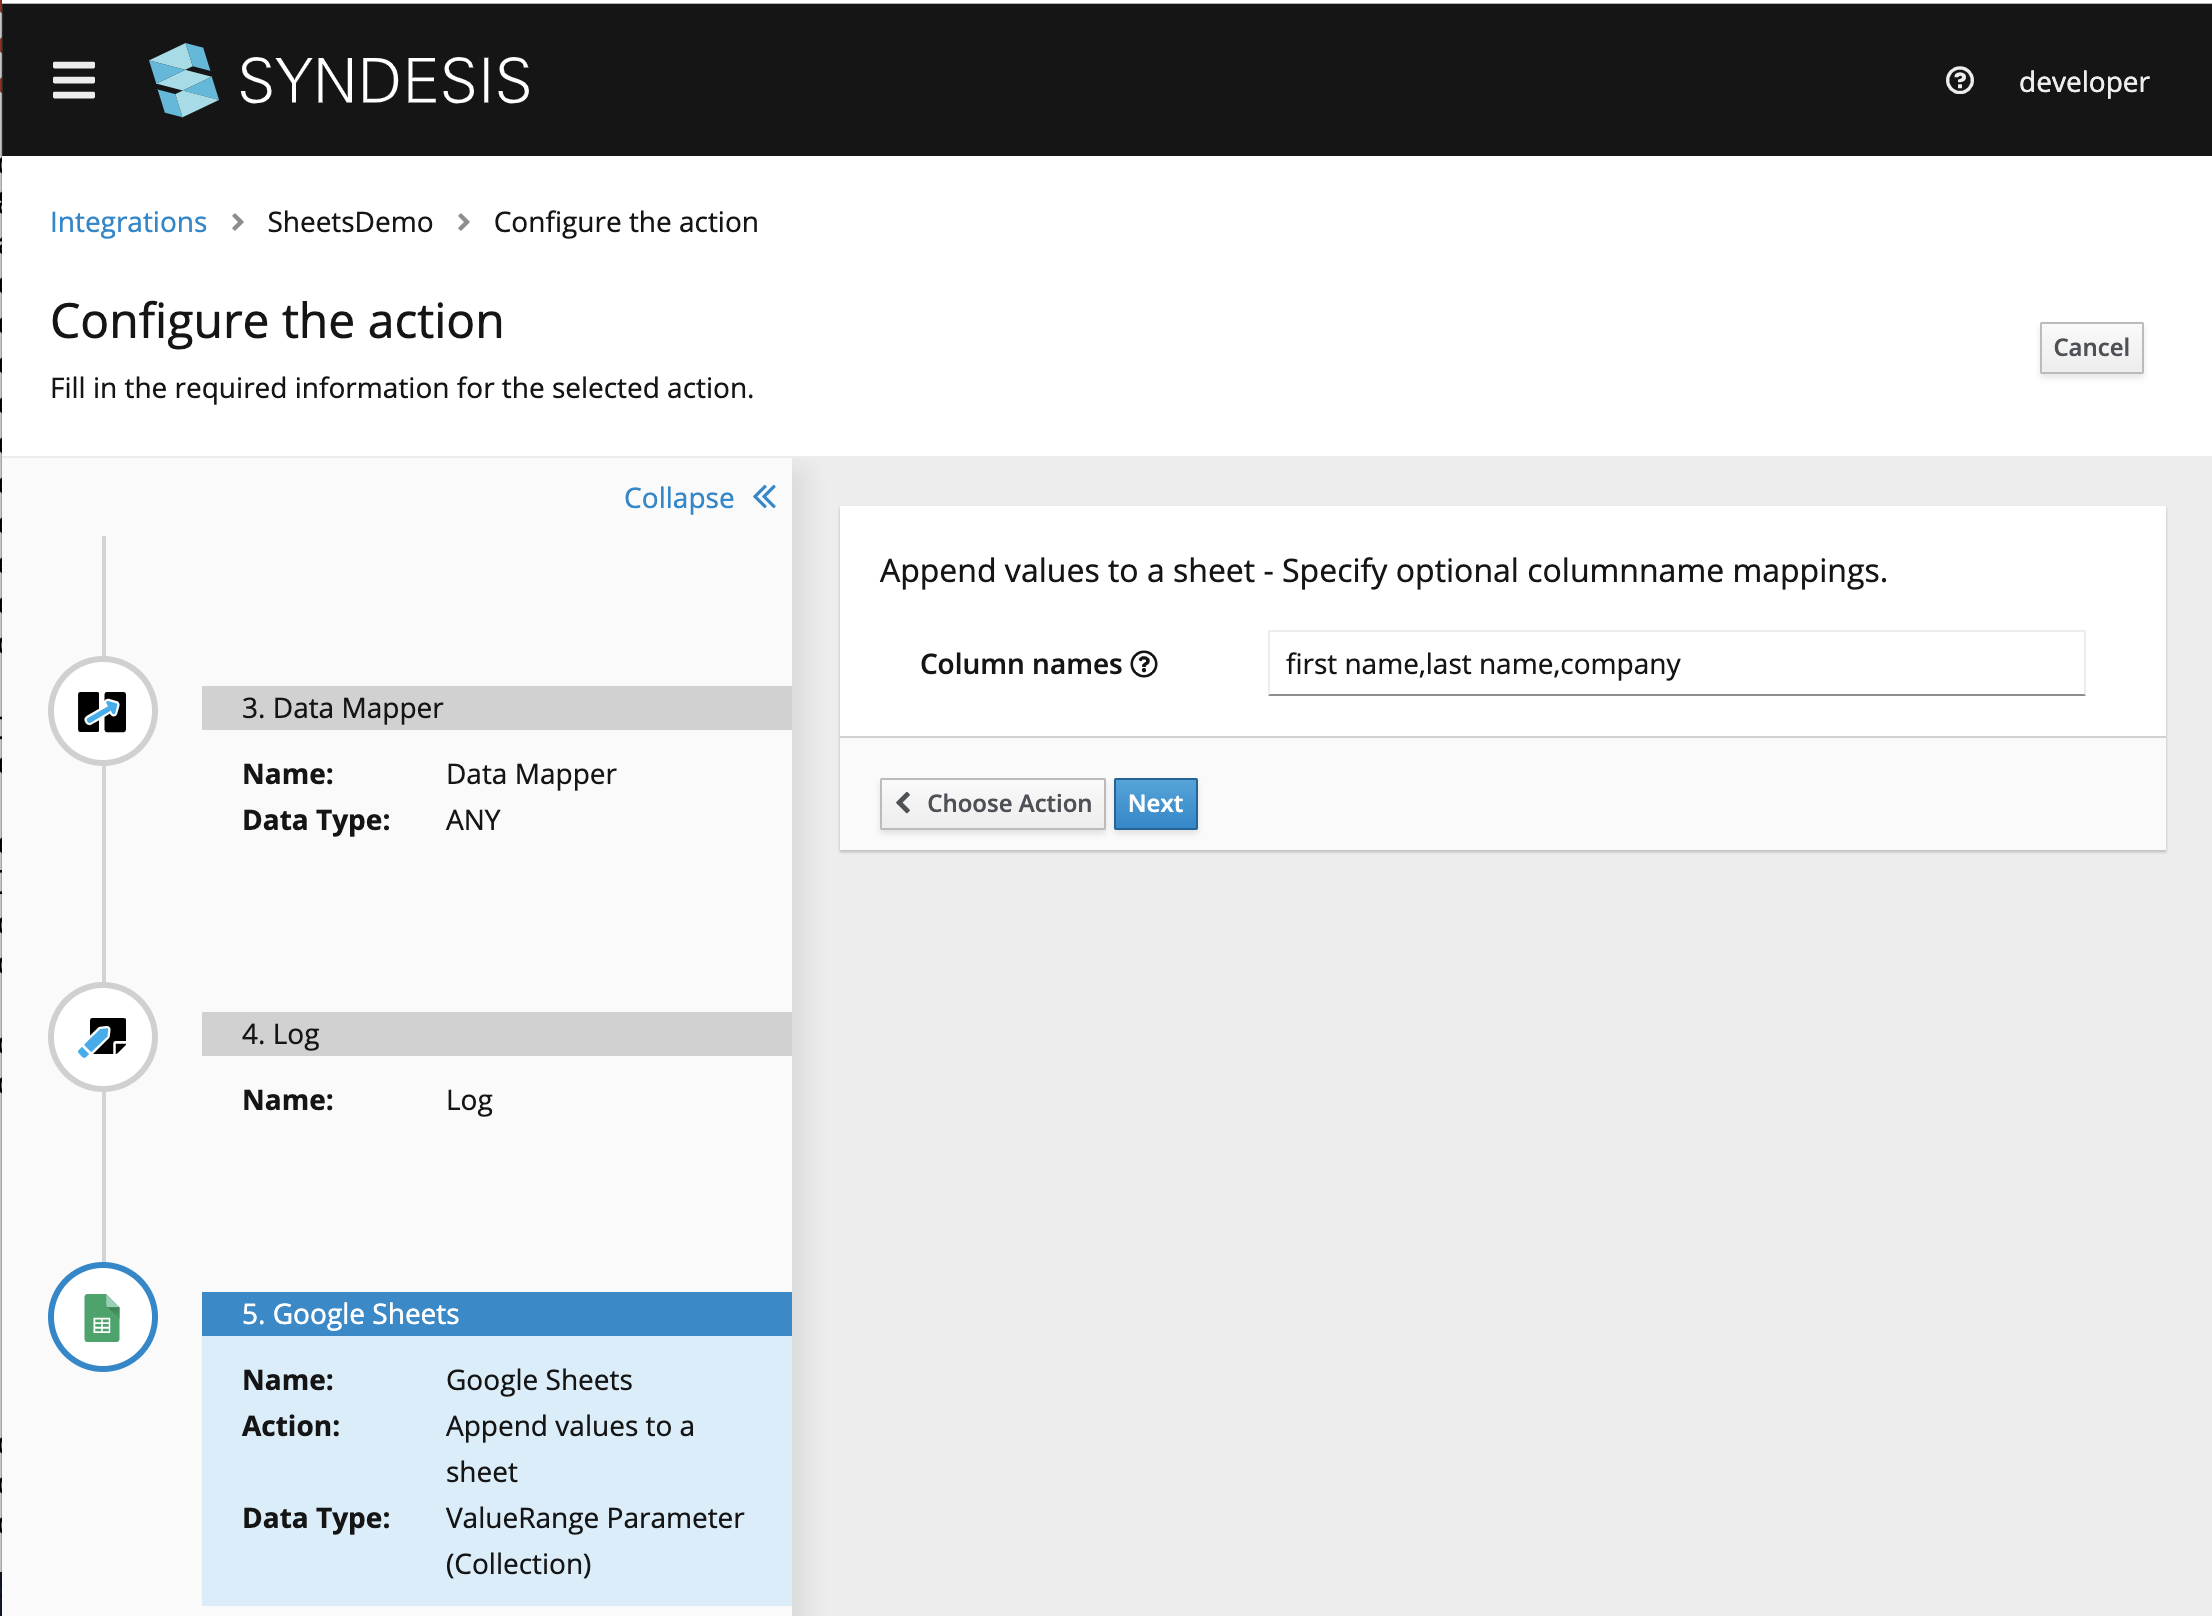 SYNDESIS
developer
Integrations > SheetsDemo > Configure the action
Configure the action
Cancel
Fill in the required information for the selected action.
Collapse
3. Data Mapper
Name: Data Mapper
Data Type: ANY
4. Log
Name: Log
5. Google Sheets
Name: Google Sheets
Action: Append values to a
sheet
Data Type: ValueRange Parameter
(Collection)
Append values to a sheet - Specify optional columnname mappings.
Column names first name,last name,company
Choose Action Next